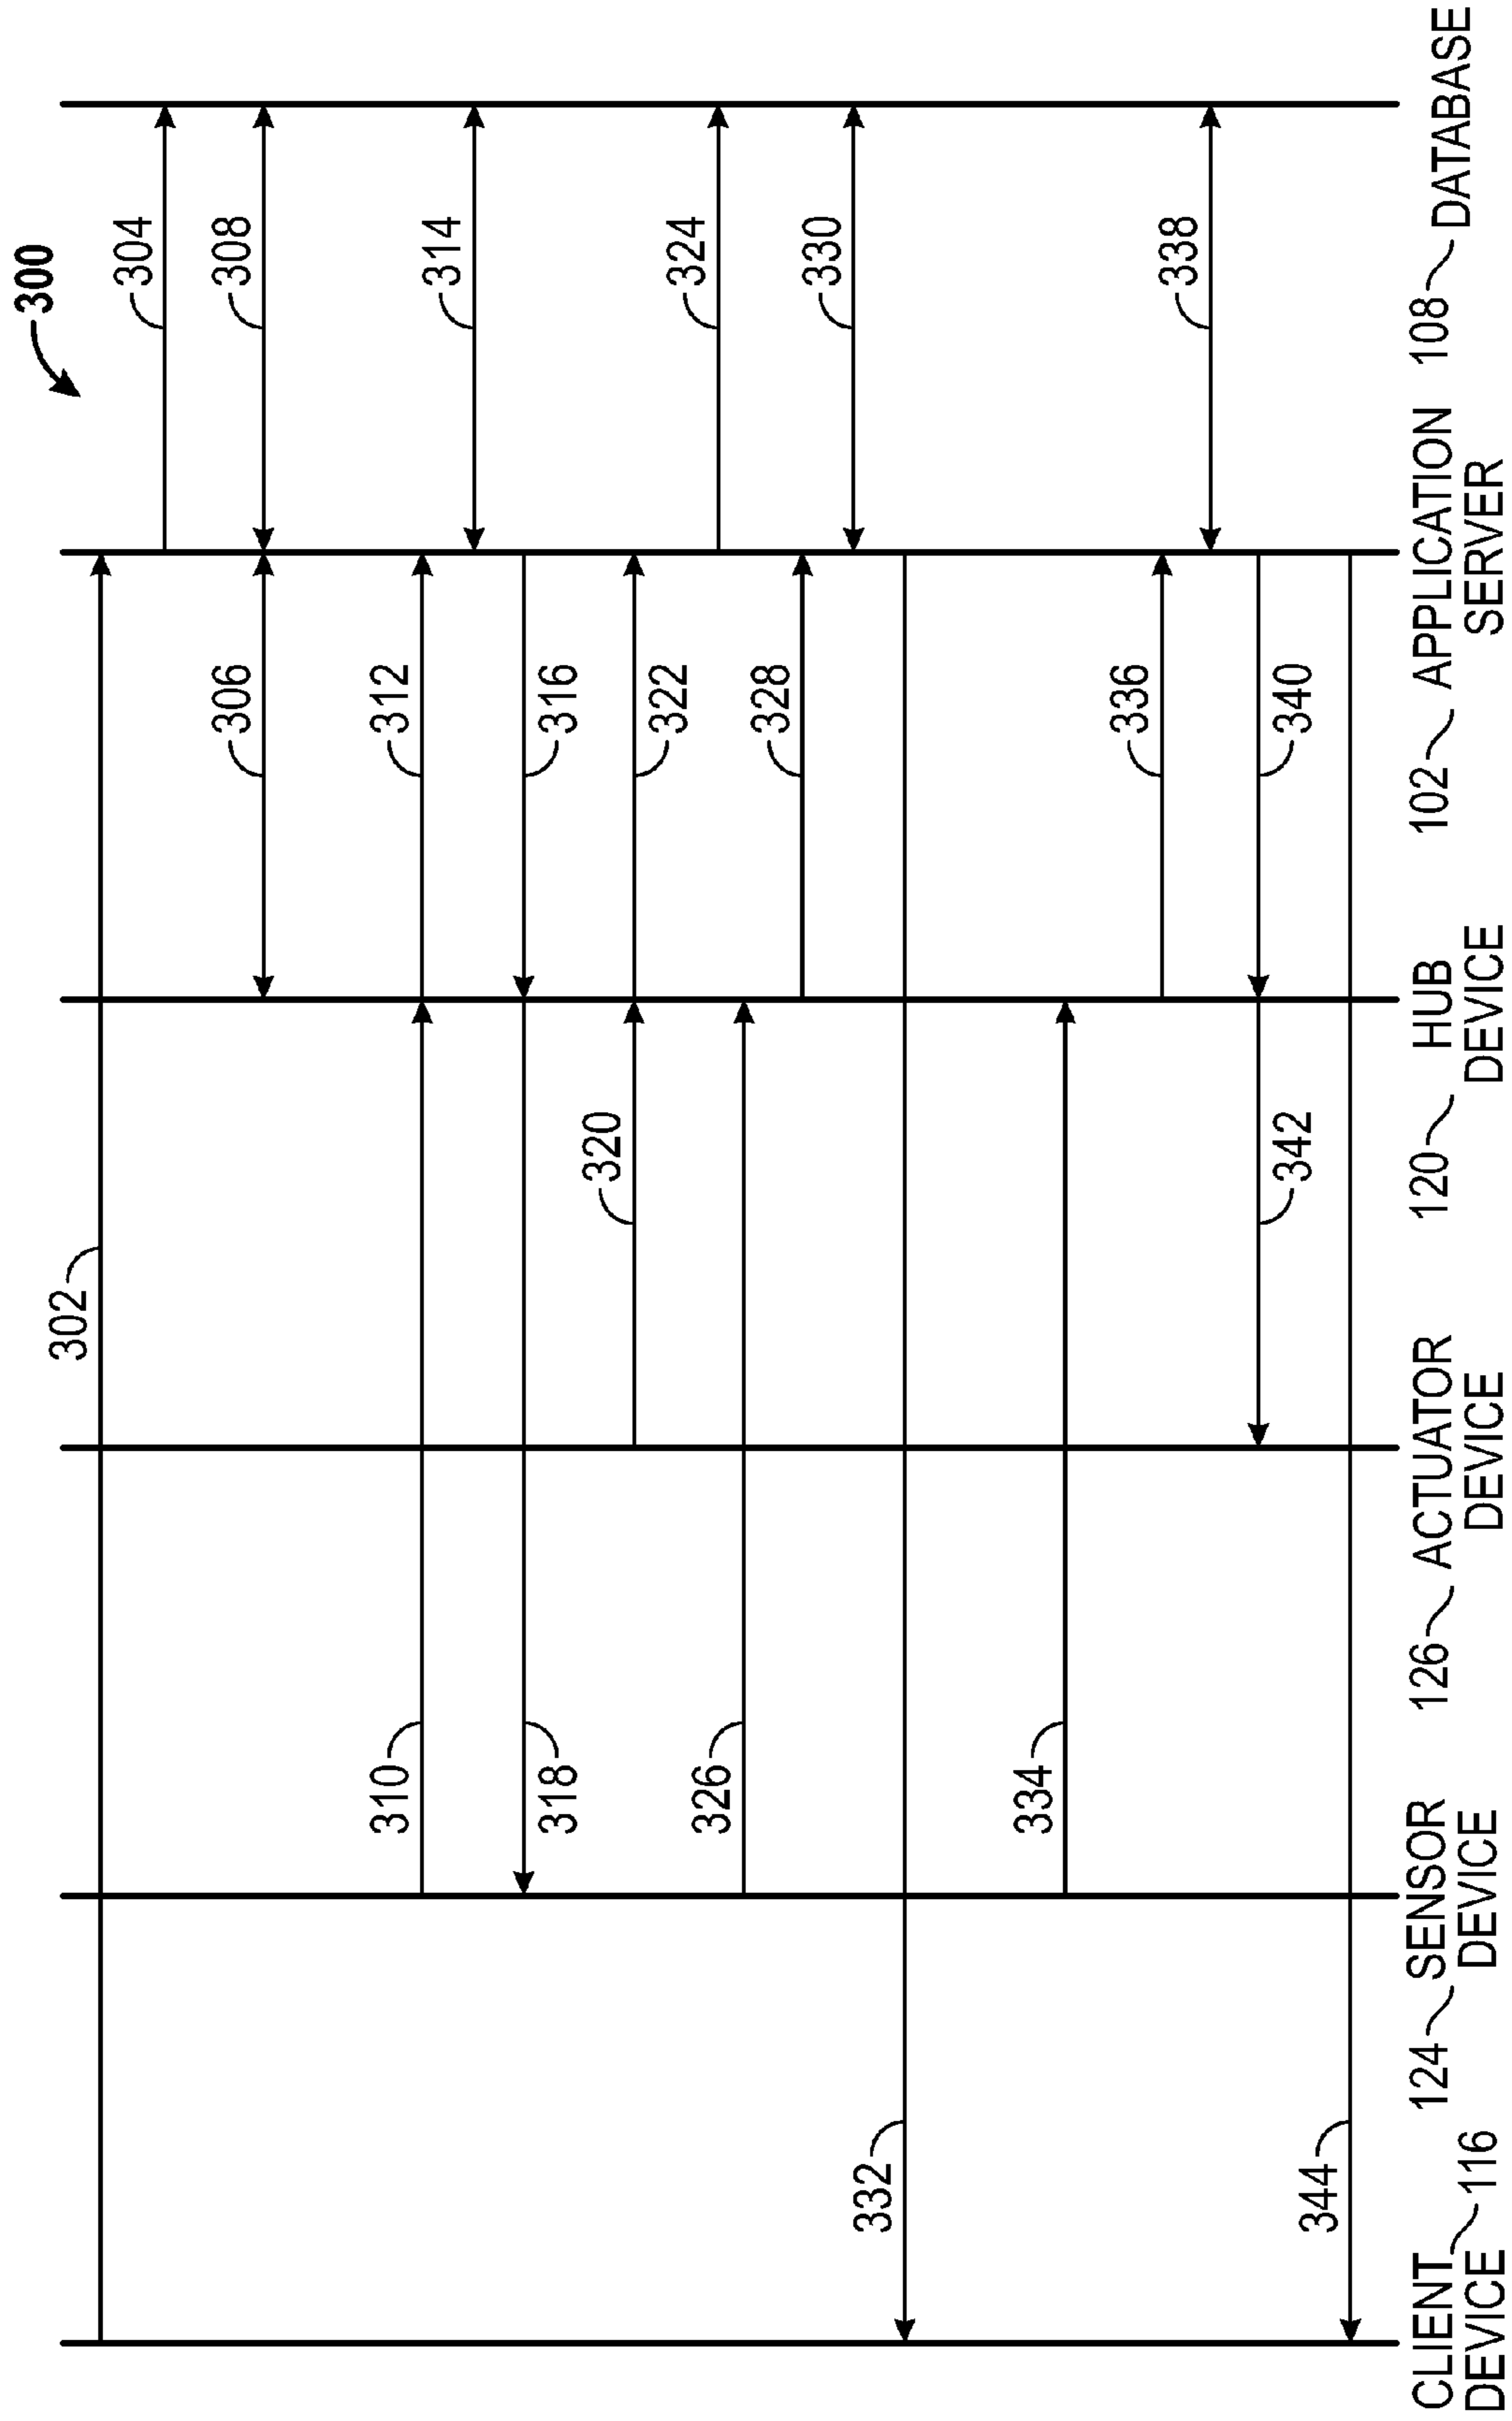 300
302
304
306
308
310
312
314
316
318
320
322
324
326
328
330
332
334
336
338
340
342
344
CLIENT
DEVICE 116
124 SENSOR
DEVICE
126 ACTUATOR
DEVICE
120 HUB
DEVICE
102 APPLICATION
SERVER
108 DATABASE